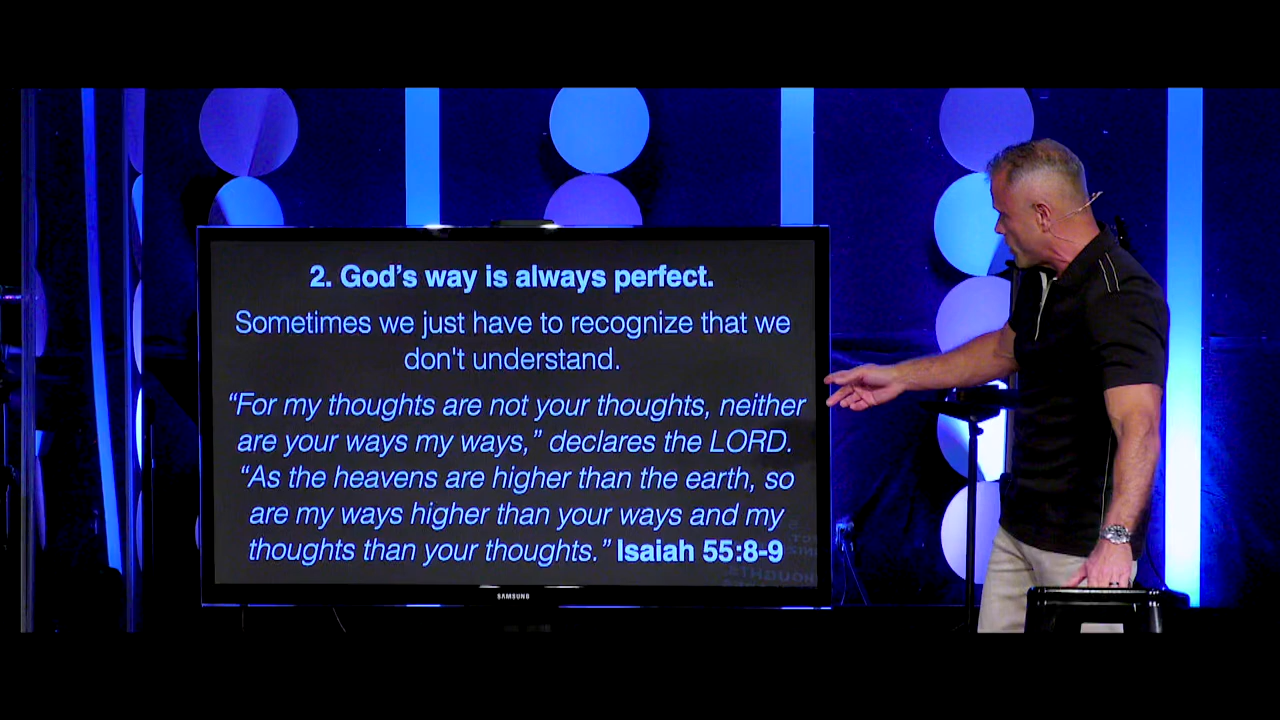 2. God's way is always perfect.
Sometimes we just have to recognize that we
don't understand.
“For my thoughts are not your thoughts, neither
are your ways my ways,” declares the LORD.
“As the heavens are higher than the earth, so
are my ways higher than your ways and my
thoughts than your thoughts.” Isaiah 55:8-9
SAMSUNG